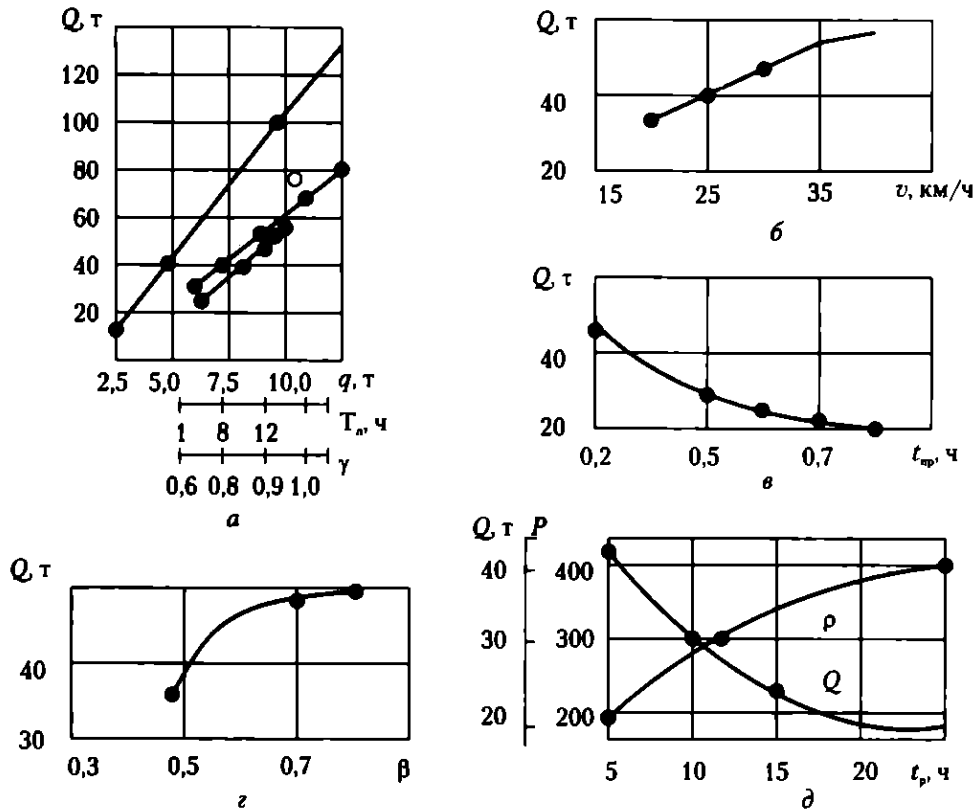 Q, т
120
100
80
60
40
20
2,5 5,0 7,5 10,0 q, т
1 8 12 Tₙ, ч
γ
0,6 0,8 0,9 1,0
а
Q, т
40
20
15 25 35 v, км/ч
б
Q, т
40
20
0,2 0,5 0,7 tпр, ч
в
Q, т
40
30
0,3 0,5 0,7 β
г
Q, т P
40 400
30 300
20 200
ρ
Q
5 10 15 20 tр, ч
д